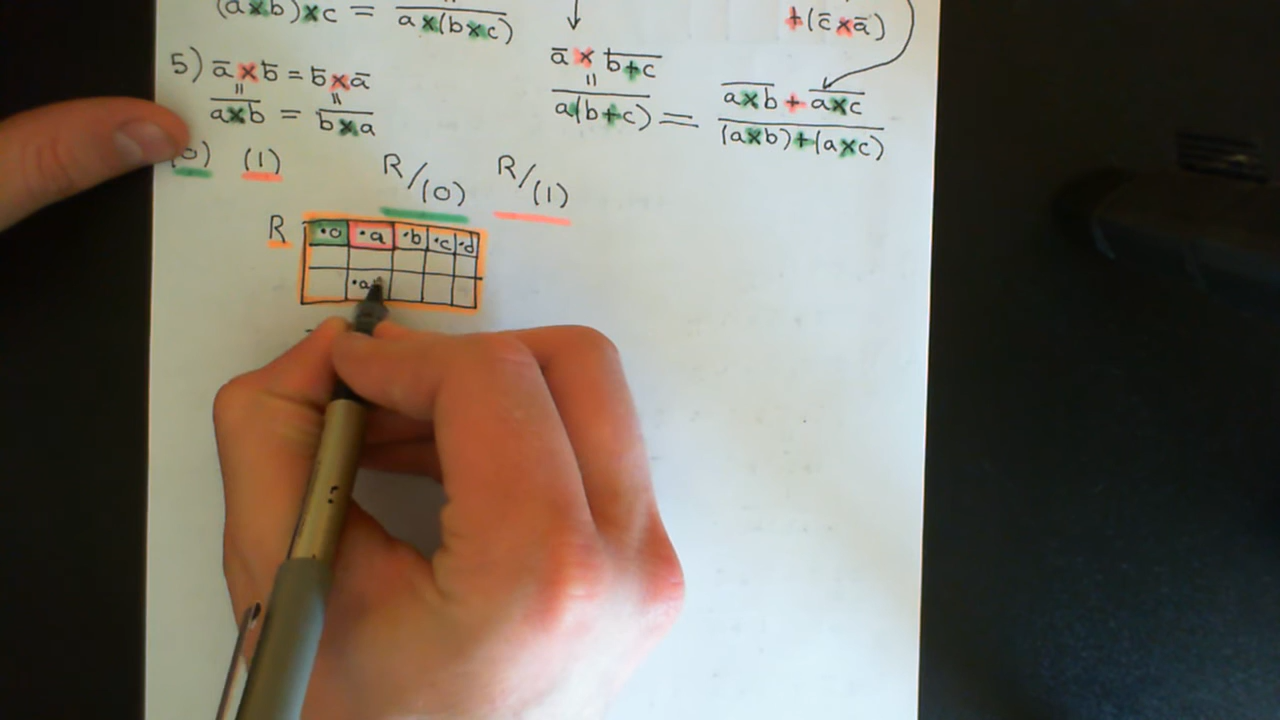 (a×b)×c = a×(b×c)
5) ā×b̄ = b̄×ā
=
=
a×b = b×a
↓
ā × b+c
=
a(b+c) = (a×b)+(a×c)
+(c̄×ā)
a×b + a×c
(0) (1)
R/(0) R/(1)
R
·0 ·a ·b ·c ·d
·a